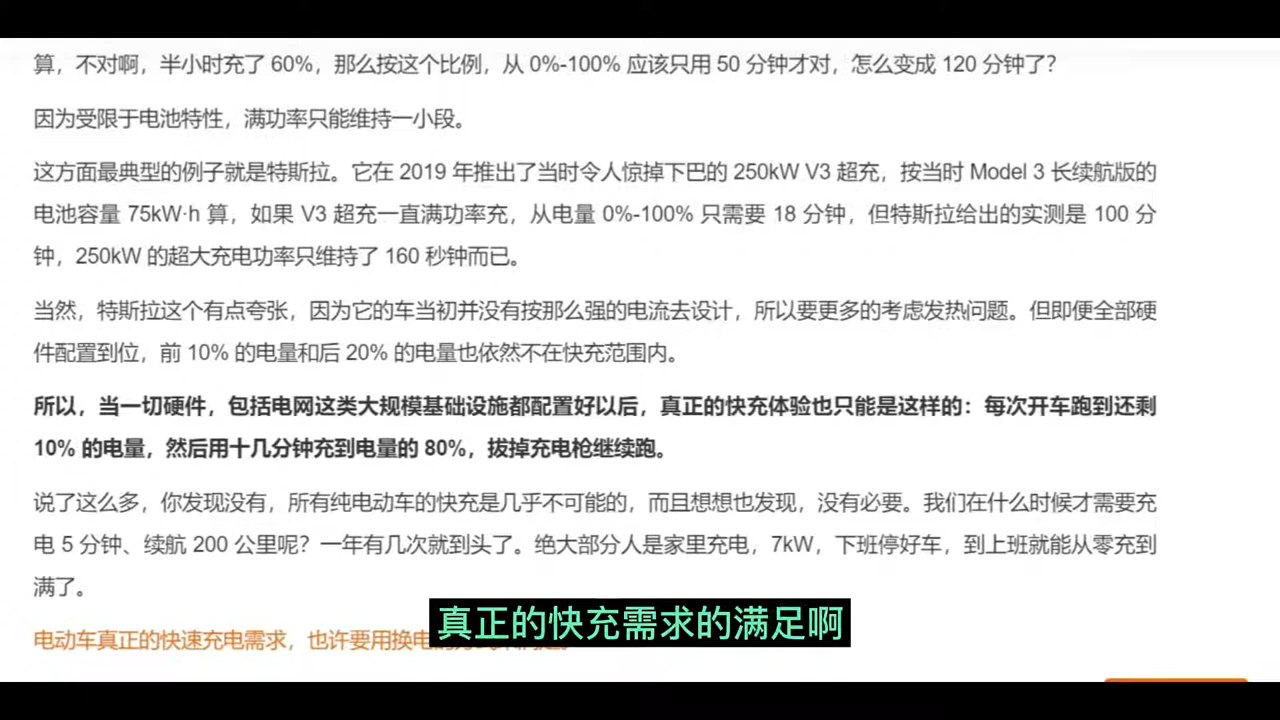 算，不对啊，半小时充了 60%，那么按这个比例，从 0%-100% 应该只用 50 分钟才对，怎么变成 120 分钟了？
因为受限于电池特性，满功率只能维持一小段。
这方面最典型的例子就是特斯拉。它在 2019 年推出了当时令人惊掉下巴的 250kW V3 超充，按当时 Model 3 长续航版的
电池容量 75kW·h 算，如果 V3 超充一直满功率充，从电量 0%-100% 只需要 18 分钟，但特斯拉给出的实测是 100 分
钟，250kW 的超大充电功率只维持了 160 秒钟而已。
当然，特斯拉这个有点夸张，因为它的车当初并没有按那么强的电流去设计，所以要更多的考虑发热问题。但即便全部硬
件配置到位，前 10% 的电量和后 20% 的电量也依然不在快充范围内。
所以，当一切硬件，包括电网这类大规模基础设施都配置好以后，真正的快充体验也只能是这样的：每次开车跑到还剩
10% 的电量，然后用十几分钟充到电量的 80%，拔掉充电枪继续跑。
说了这么多，你发现没有，所有纯电动车的快充是几乎不可能的，而且想想也发现，没有必要。我们在什么时候才需要充
电 5 分钟、续航 200 公里呢？一年有几次就到头了。绝大部分人是家里充电，7kW，下班停好车，到上班就能从零充到
满了。
电动车真正的快速充电需求，也许要用换电
真正的快充需求的满足啊